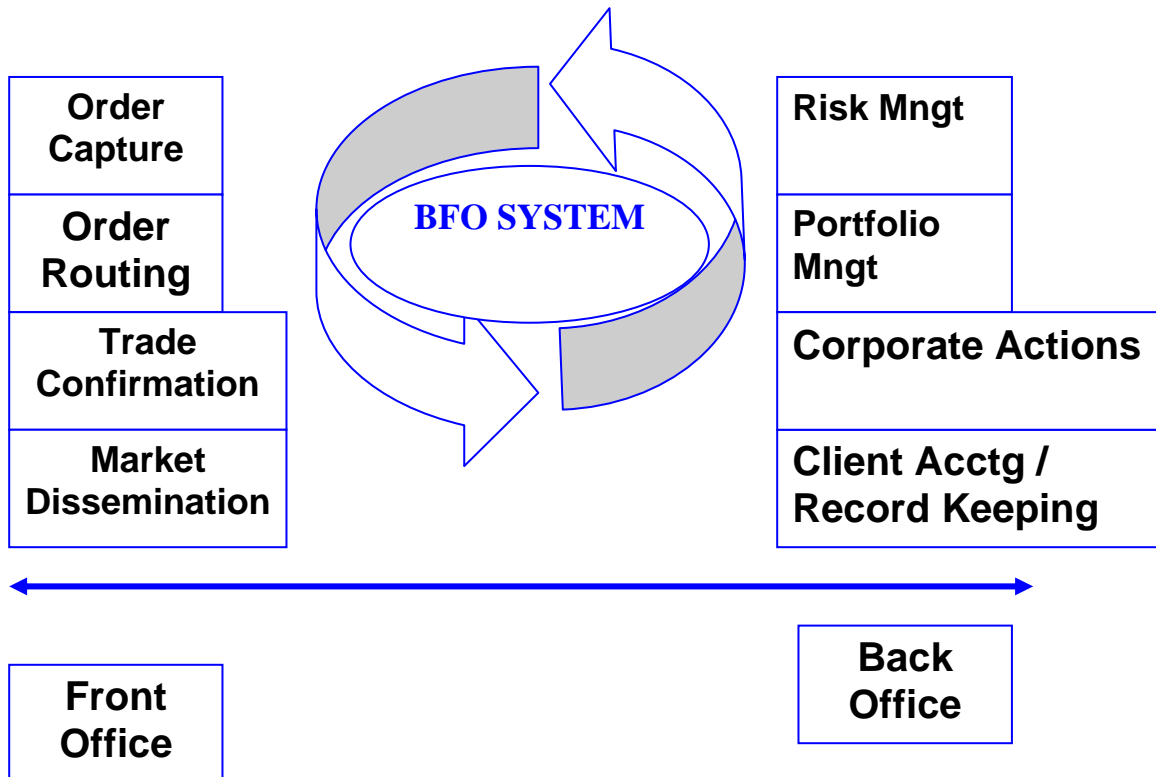 Order
Capture
Order
Routing
Trade
Confirmation
Market
Dissemination
BFO SYSTEM
Risk Mngt
Portfolio
Mngt
Corporate Actions
Client Acctg /
Record Keeping
Front
Office
Back
Office